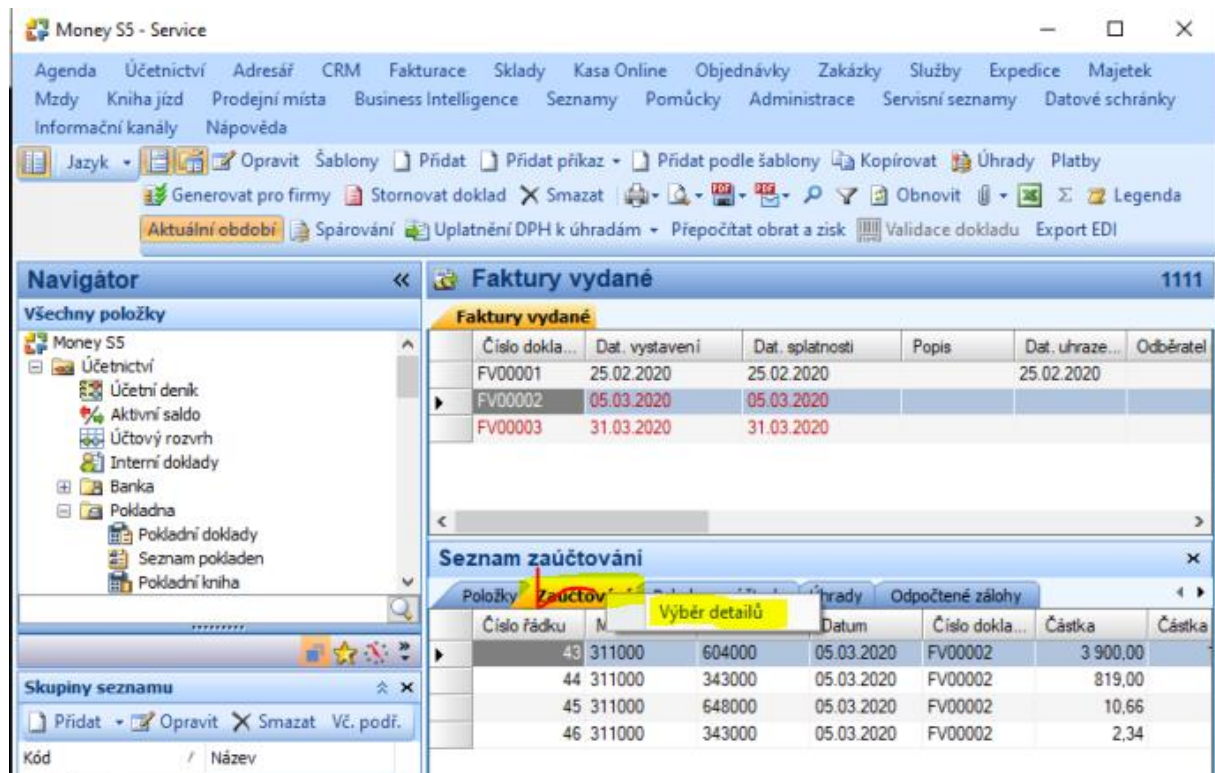 Money S5 - Service
Agenda Účetnictví Adresář CRM Fakturace Sklady Kasa Online Objednávky Zakázky Služby Expedice Majetek
Mzdy Kniha jízd Prodejní místa Business Intelligence Seznamy Pomůcky Administrace Servisní seznamy Datové schránky
Informační kanály Nápověda
Jazyk Opravit Šablony Přidat Přidat příkaz Přidat podle šablony Kopírovat Úhrady Platby
Generovat pro firmy Stornovat doklad Smazat Obnovit Σ Legenda
Aktuální období Spárování Uplatnění DPH k úhradám Přepočítat obrat a zisk Validace dokladu Export EDI
Navigátor «
Všechny položky
Money S5
Účetnictví
Účetní deník
Aktivní saldo
Účtový rozvrh
Interní doklady
Banka
Pokladna
Pokladní doklady
Seznam pokladen
Pokladní kniha
Skupiny seznamu
Přidat Opravit Smazat Vč. podř.
Kód / Název
Faktury vydané 1111
Faktury vydané
Číslo dokla... Dat. vystavení Dat. splatnosti Popis Dat. uhraze... Odběratel
FV00001 25.02.2020 25.02.2020 25.02.2020
FV00002 05.03.2020 05.03.2020
FV00003 31.03.2020 31.03.2020
Seznam zaúčtování
Položky Úhrady Odpočtené zálohy
Výběr detailů
Číslo řádku Datum Číslo dokla... Částka Částka
43 311000 604000 05.03.2020 FV00002 3 900,00
44 311000 343000 05.03.2020 FV00002 819,00
45 311000 648000 05.03.2020 FV00002 10,66
46 311000 343000 05.03.2020 FV00002 2,34